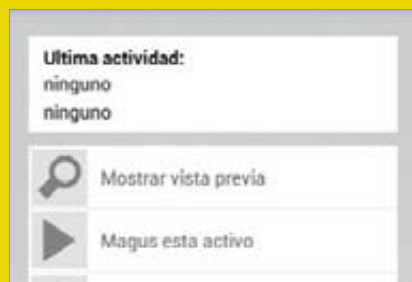 Ultima actividad:
ninguno
ninguno
Mostrar vista previa
Magus esta activo